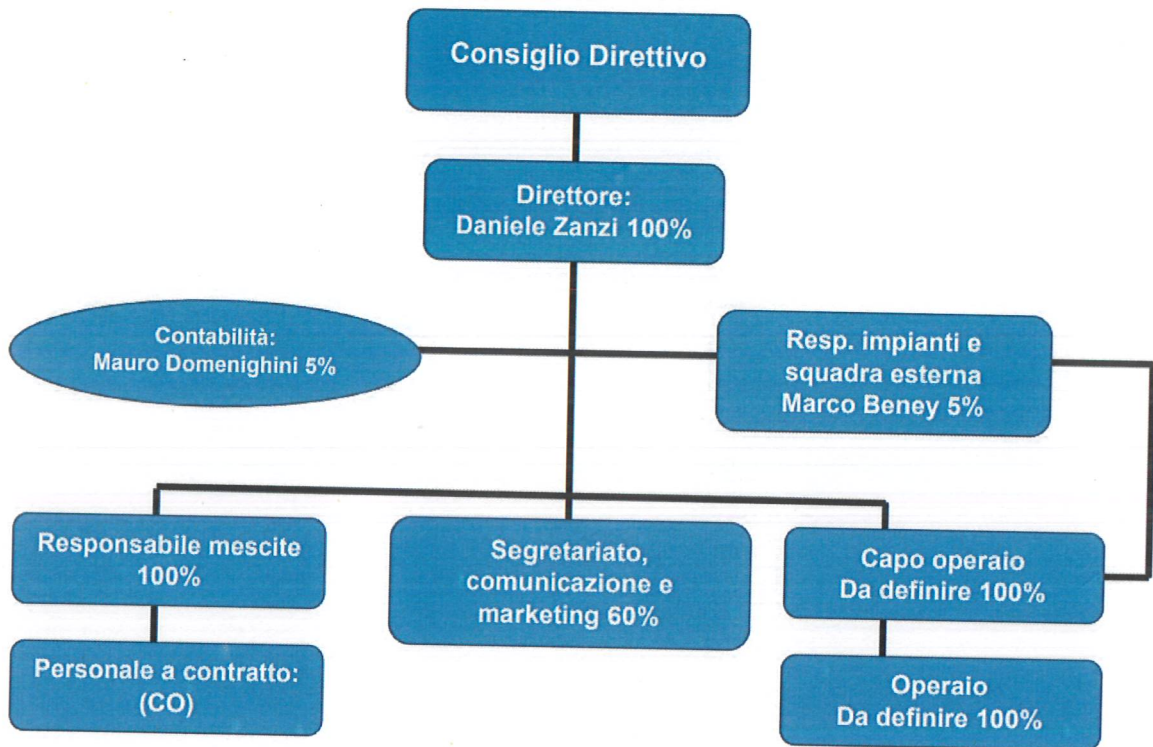 Consiglio Direttivo
Direttore:
Daniele Zanzi 100%
Contabilità:
Mauro Domenighini 5%
Resp. impianti e
squadra esterna
Marco Beney 5%
Responsabile mescite
100%
Segretariato,
comunicazione e
marketing 60%
Capo operaio
Da definire 100%
Personale a contratto:
(CO)
Operaio
Da definire 100%